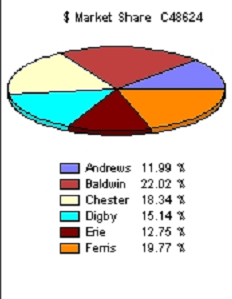 $ Market Share C48624
Andrews 11.99 %
Baldwin 22.02 %
Chester 18.34 %
Digby 15.14 %
Erie 12.75 %
Ferris 19.77 %